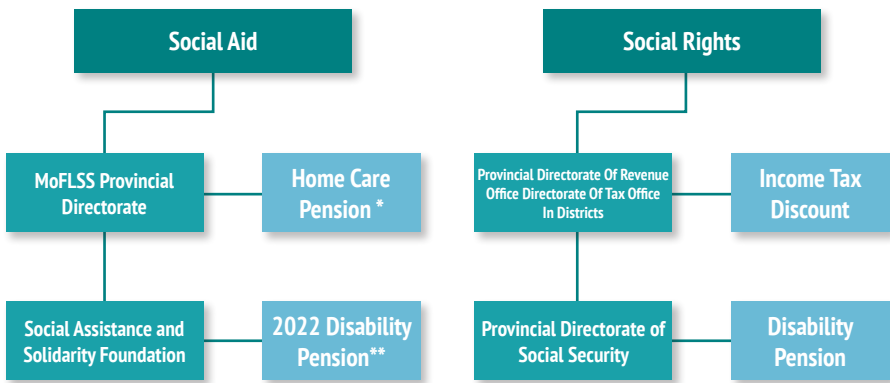 Social Aid
Social Rights
MoFLSS Provincial
Directorate
Home Care
Pension *
Provincial Directorate Of Revenue
Office Directorate Of Tax Office
In Districts
Income Tax
Discount
Social Assistance and
Solidarity Foundation
2022 Disability
Pension**
Provincial Directorate of
Social Security
Disability
Pension